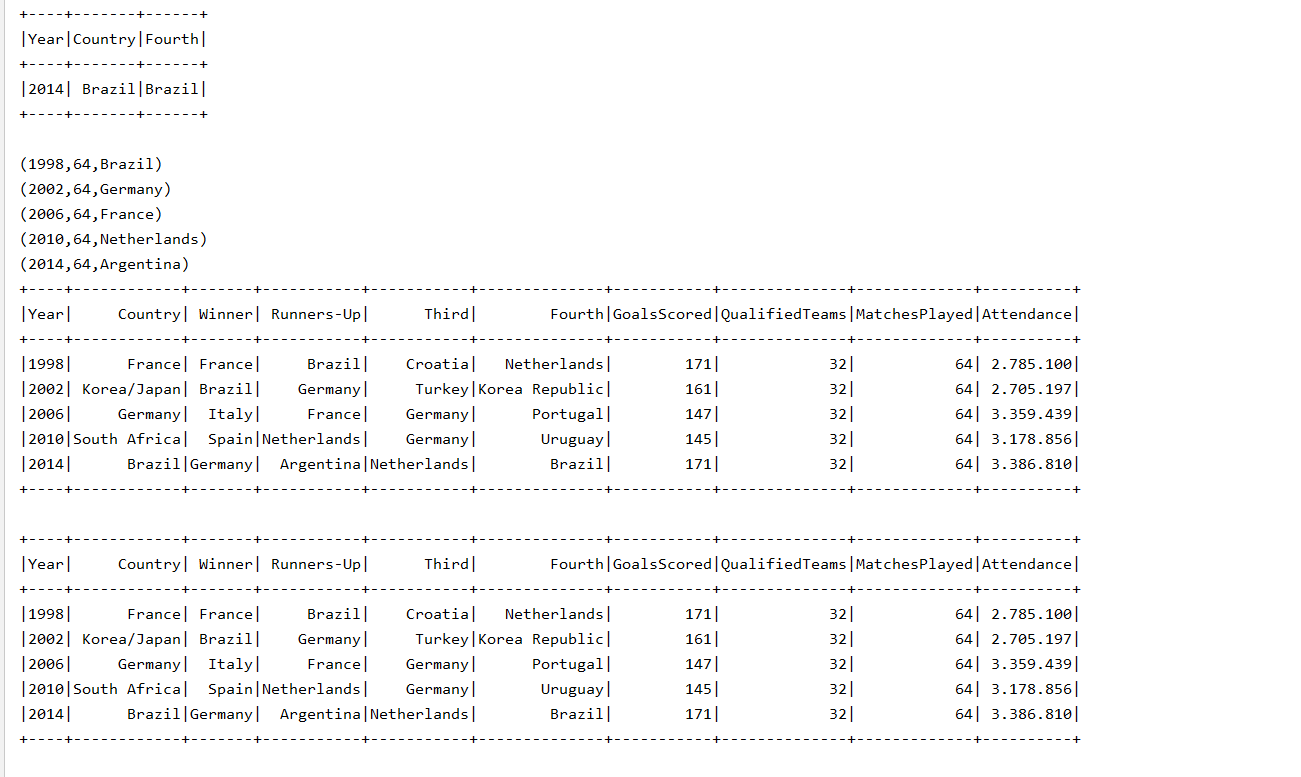 +----+-------+------+
|Year|Country|Fourth|
+----+-------+------+
|2014| Brazil|Brazil|
+----+-------+------+
(1998,64,Brazil)
(2002,64,Germany)
(2006,64,France)
(2010,64,Netherlands)
(2014,64,Argentina)
+----+------------+-------+-----------+-----------+--------------+-----------+--------------+-------------+----------+
|Year|     Country| Winner| Runners-Up|      Third|        Fourth|GoalsScored|QualifiedTeams|MatchesPlayed|Attendance|
+----+------------+-------+-----------+-----------+--------------+-----------+--------------+-------------+----------+
|1998|      France| France|     Brazil|    Croatia|   Netherlands|        171|            32|           64| 2.785.100|
|2002| Korea/Japan| Brazil|    Germany|     Turkey|Korea Republic|        161|            32|           64| 2.705.197|
|2006|     Germany|  Italy|     France|    Germany|      Portugal|        147|            32|           64| 3.359.439|
|2010|South Africa|  Spain|Netherlands|    Germany|       Uruguay|        145|            32|           64| 3.178.856|
|2014|      Brazil|Germany|  Argentina|Netherlands|        Brazil|        171|            32|           64| 3.386.810|
+----+------------+-------+-----------+-----------+--------------+-----------+--------------+-------------+----------+
+----+------------+-------+-----------+-----------+--------------+-----------+--------------+-------------+----------+
|Year|     Country| Winner| Runners-Up|      Third|        Fourth|GoalsScored|QualifiedTeams|MatchesPlayed|Attendance|
+----+------------+-------+-----------+-----------+--------------+-----------+--------------+-------------+----------+
|1998|      France| France|     Brazil|    Croatia|   Netherlands|        171|            32|           64| 2.785.100|
|2002| Korea/Japan| Brazil|    Germany|     Turkey|Korea Republic|        161|            32|           64| 2.705.197|
|2006|     Germany|  Italy|     France|    Germany|      Portugal|        147|            32|           64| 3.359.439|
|2010|South Africa|  Spain|Netherlands|    Germany|       Uruguay|        145|            32|           64| 3.178.856|
|2014|      Brazil|Germany|  Argentina|Netherlands|        Brazil|        171|            32|           64| 3.386.810|
+----+------------+-------+-----------+-----------+--------------+-----------+--------------+-------------+----------+